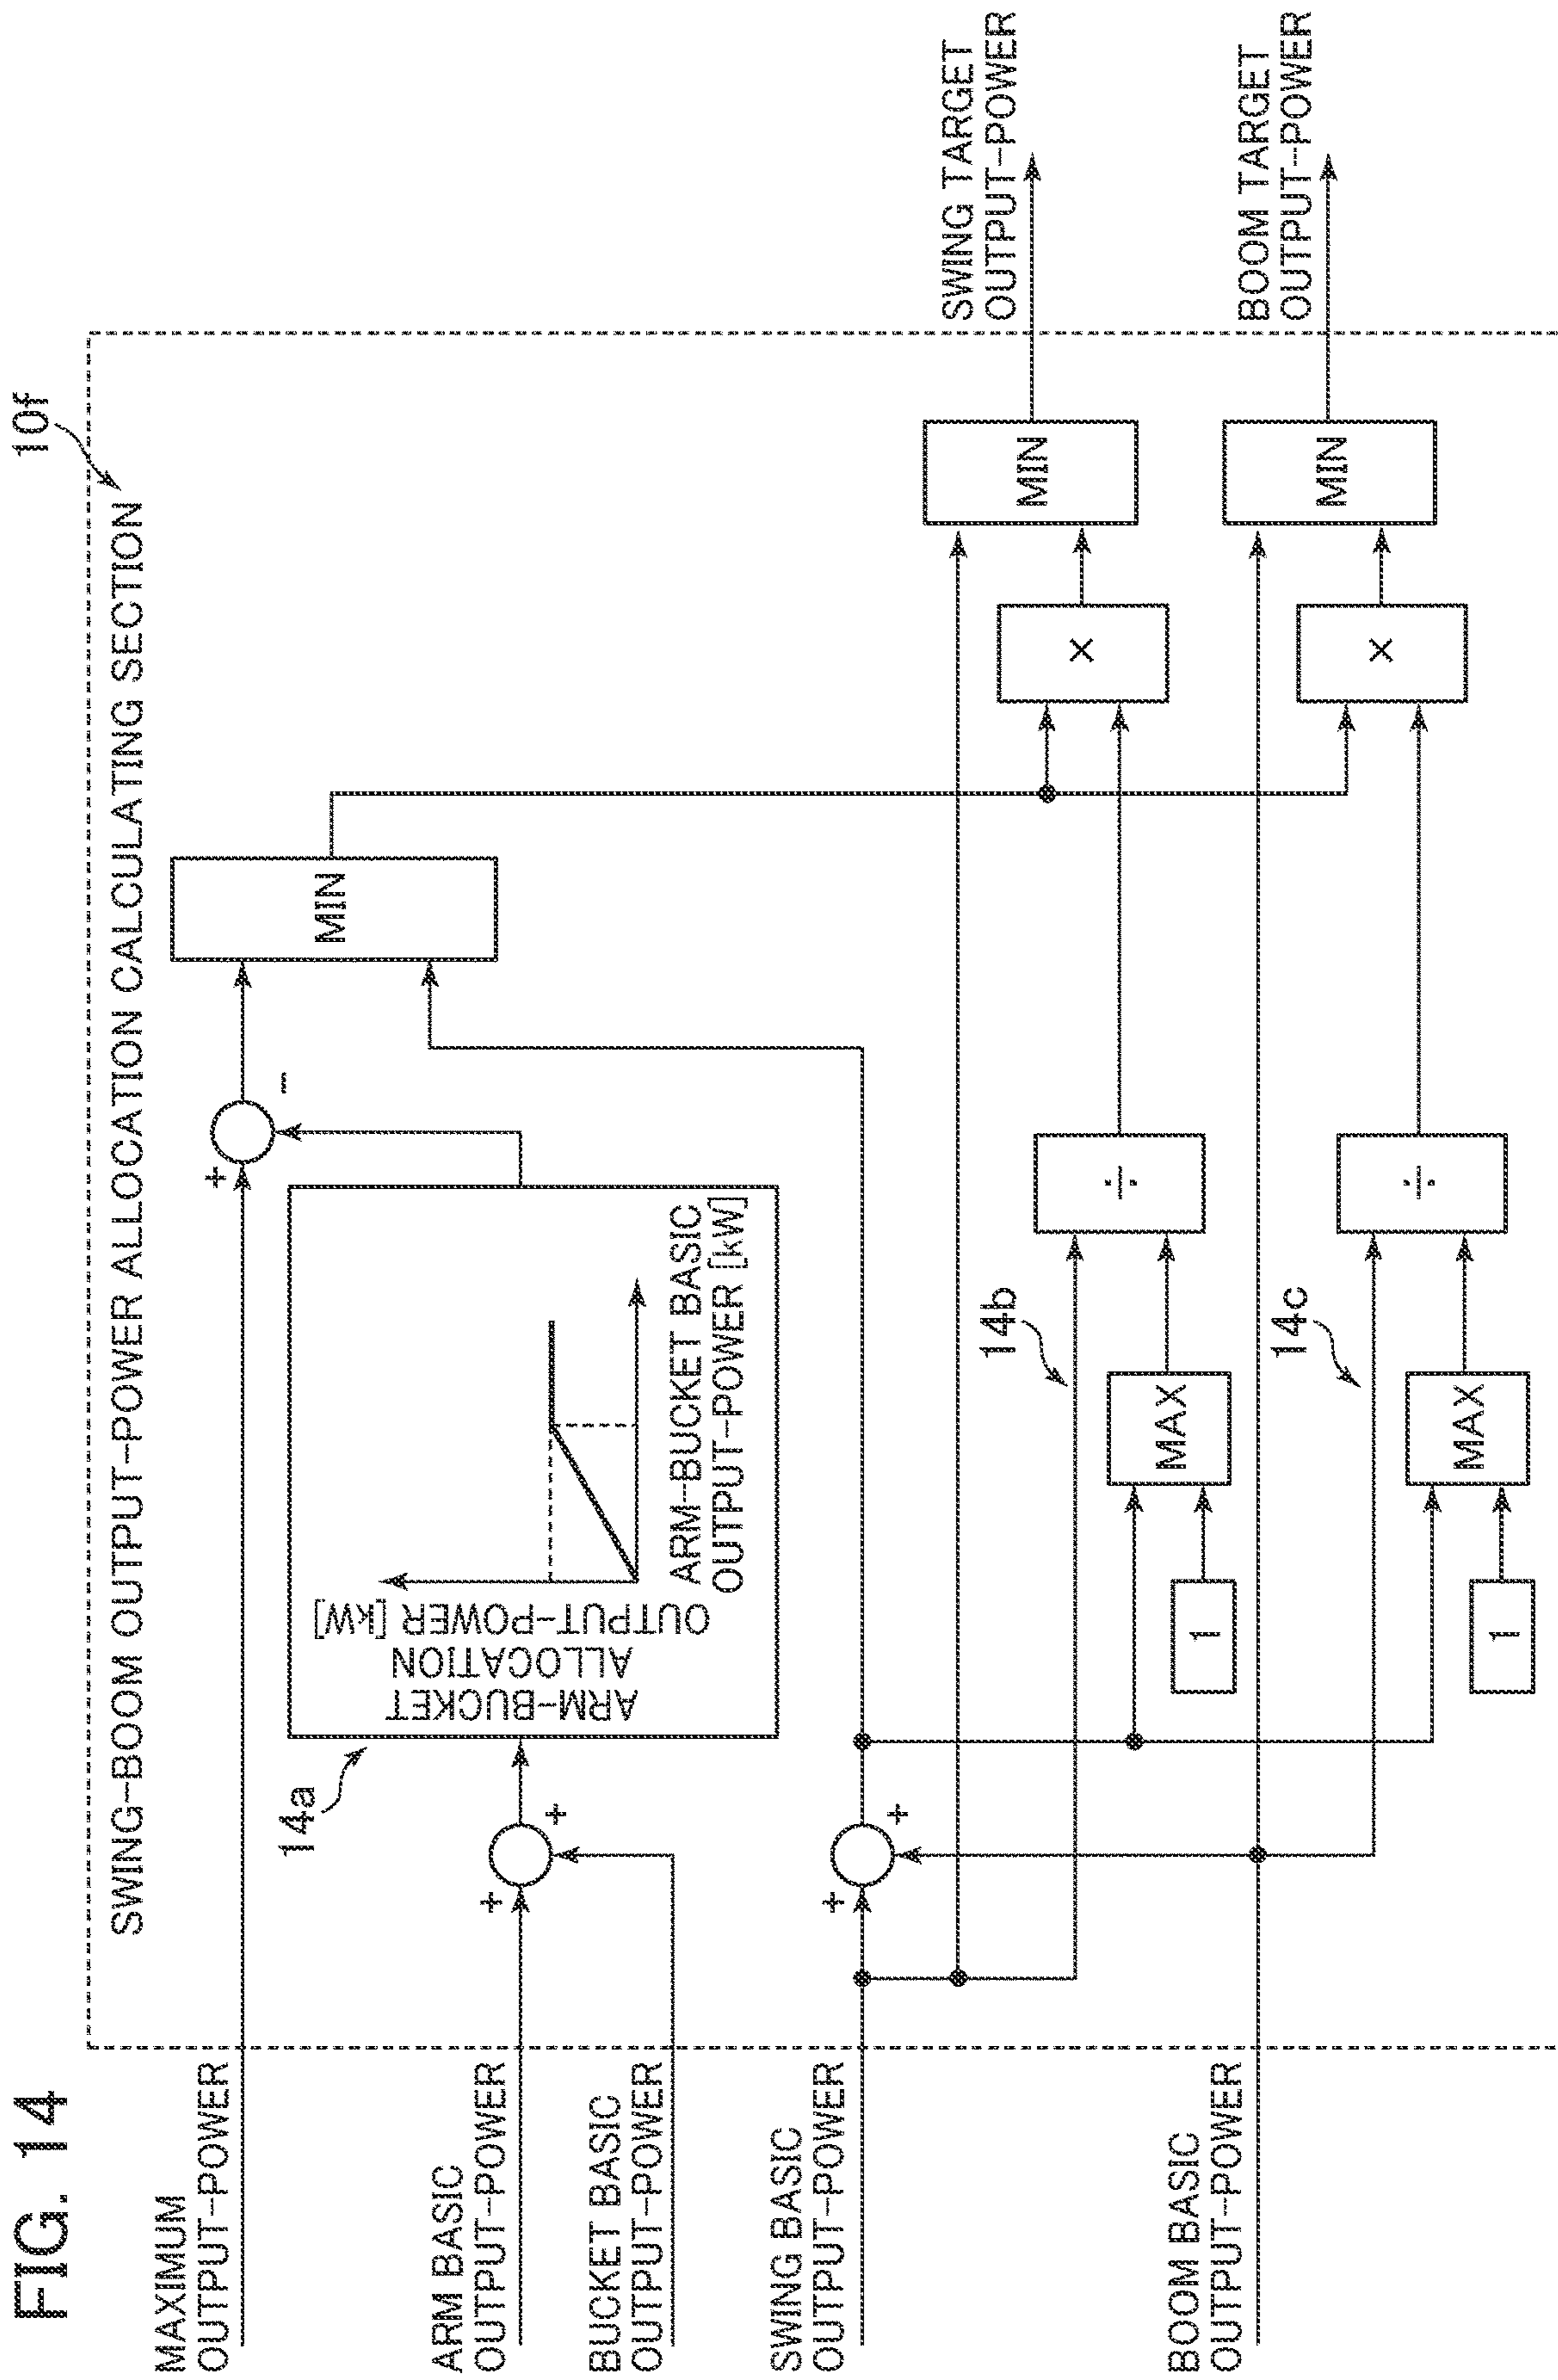 FIG. 14
10f
SWING-BOOM OUTPUT-POWER ALLOCATION CALCULATING SECTION
MAXIMUM
OUTPUT-POWER
+
-
MIN
14a
ARM-BUCKET
ALLOCATION
OUTPUT-POWER [kW]
ARM-BUCKET BASIC
OUTPUT-POWER [kW]
ARM BASIC
OUTPUT-POWER
+
+
BUCKET BASIC
OUTPUT-POWER
SWING BASIC
OUTPUT-POWER
+
+
14b
1
MAX
÷
×
MIN
SWING TARGET
OUTPUT-POWER
BOOM BASIC
OUTPUT-POWER
14c
1
MAX
÷
×
MIN
BOOM TARGET
OUTPUT-POWER